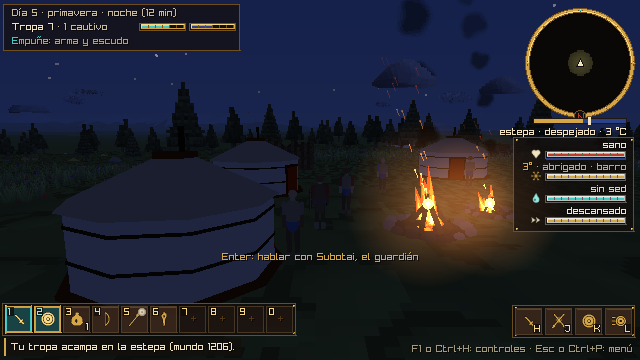 Día 5 · primavera · noche (12 min)
Tropa 7 · 1 cautivo
Empuñe: arma y escudo
N
estepa · despejado · 3 °C
sano
3° · abrigado · barro
sin sed
descansado
Enter: hablar con Subotai, el guardián
1 2 3 4 5 6 7 8 9 0
1
H J K L
Tu tropa acampa en la estepa (mundo 1206).
F1 o Ctrl+H: controles · Esc o Ctrl+P: menú